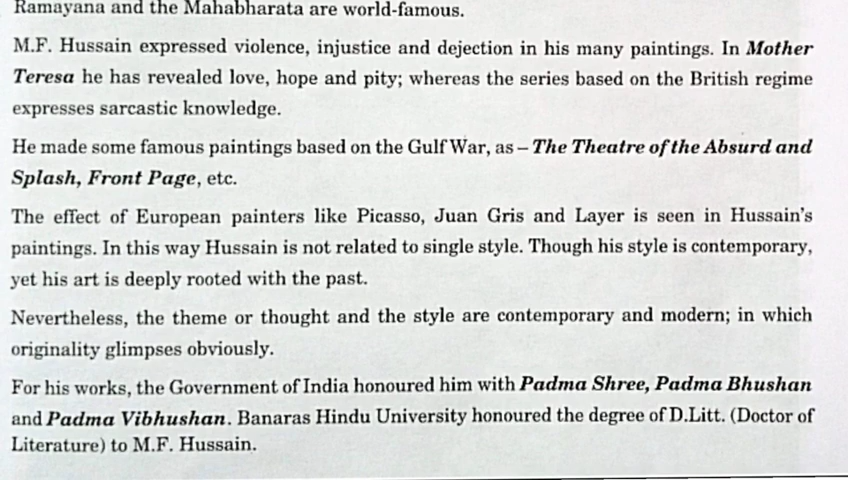 Ramayana and the Mahabharata are world-famous.
M.F. Hussain expressed violence, injustice and dejection in his many paintings. In Mother
Teresa he has revealed love, hope and pity; whereas the series based on the British regime
expresses sarcastic knowledge.
He made some famous paintings based on the Gulf War, as – The Theatre of the Absurd and
Splash, Front Page, etc.
The effect of European painters like Picasso, Juan Gris and Layer is seen in Hussain's
paintings. In this way Hussain is not related to single style. Though his style is contemporary,
yet his art is deeply rooted with the past.
Nevertheless, the theme or thought and the style are contemporary and modern; in which
originality glimpses obviously.
For his works, the Government of India honoured him with Padma Shree, Padma Bhushan
and Padma Vibhushan. Banaras Hindu University honoured the degree of D.Litt. (Doctor of
Literature) to M.F. Hussain.